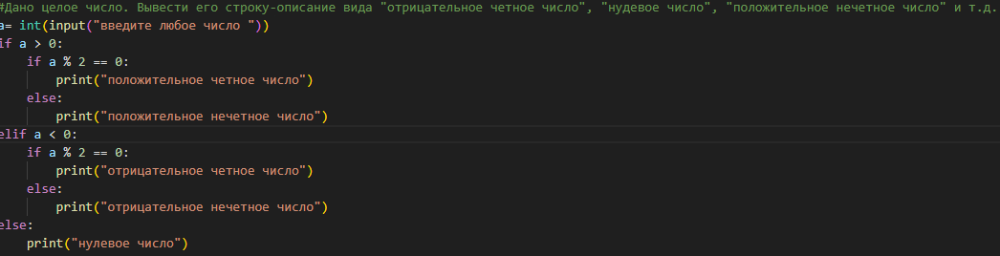 #Дано целое число. Вывести его строку-описание вида "отрицательное четное число", "нудевое число", "положительное нечетное число" и т.д.
a= int(input("введите любое число "))
if a > 0:
    if a % 2 == 0:
        print("положительное четное число")
    else:
        print("положительное нечетное число")
elif a < 0:
    if a % 2 == 0:
        print("отрицательное четное число")
    else:
        print("отрицательное нечетное число")
else:
    print("нулевое число")